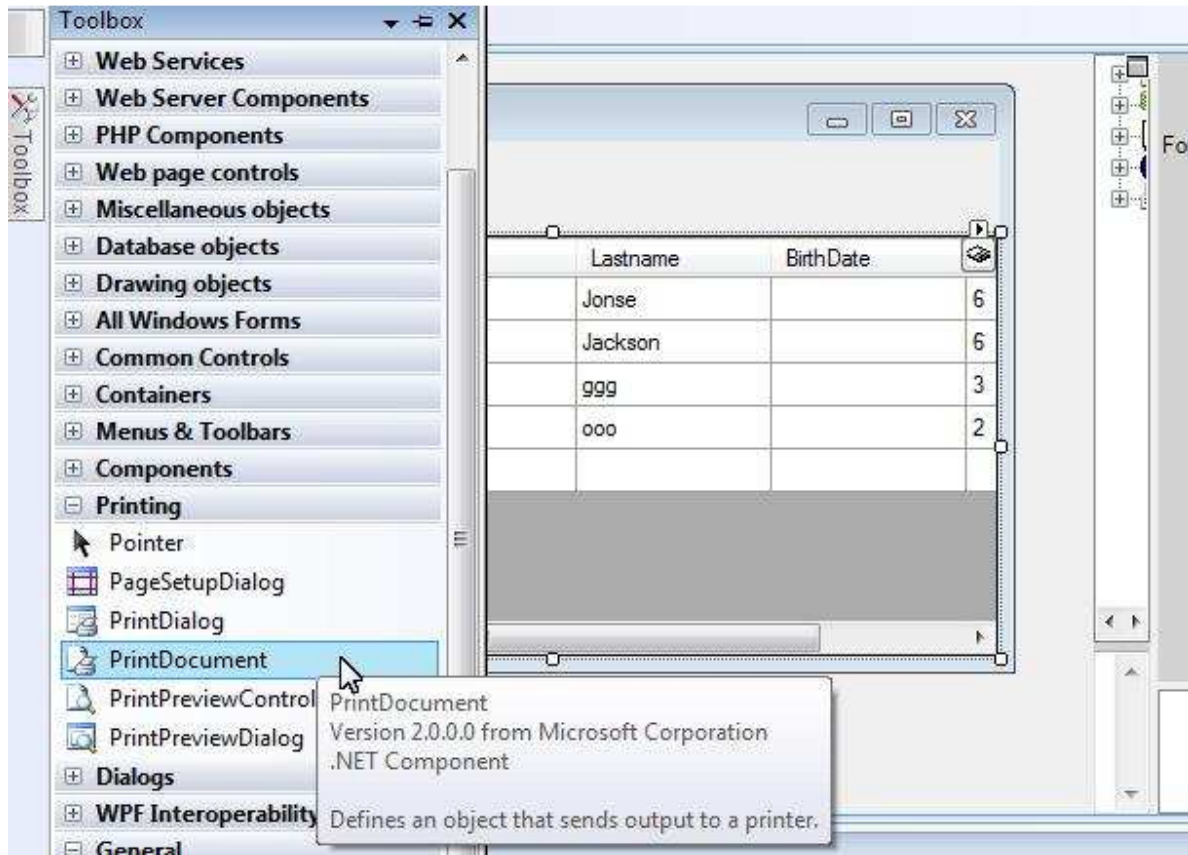 Toolbox
Toolbox
Web Services
Web Server Components
PHP Components
Web page controls
Miscellaneous objects
Database objects
Drawing objects
All Windows Forms
Common Controls
Containers
Menus & Toolbars
Components
Printing
Pointer
PageSetupDialog
PrintDialog
PrintDocument
PrintPreviewControl
PrintPreviewDialog
Dialogs
WPF Interoperability
General
PrintDocument
Version 2.0.0.0 from Microsoft Corporation
.NET Component
Defines an object that sends output to a printer.
Lastname BirthDate
Jonse 6
Jackson 6
ggg 3
ooo 2
Fo